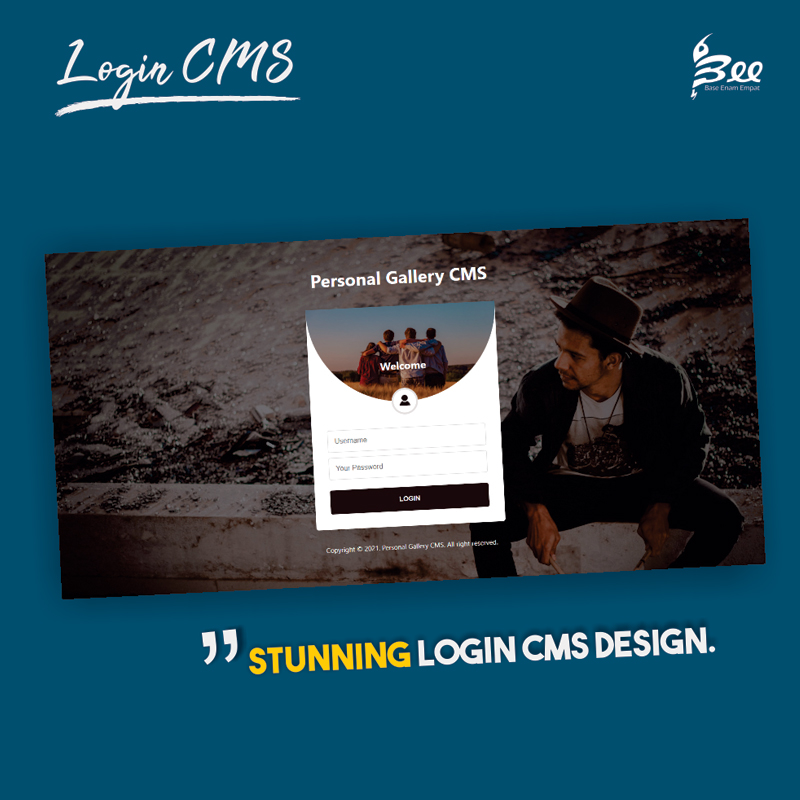 Login CMS
Bee
Base Enam Empat
Personal Gallery CMS
Welcome
Username
Your Password
LOGIN
Copyright © 2021. Personal Gallery CMS. All right reserved.
” STUNNING LOGIN CMS DESIGN.